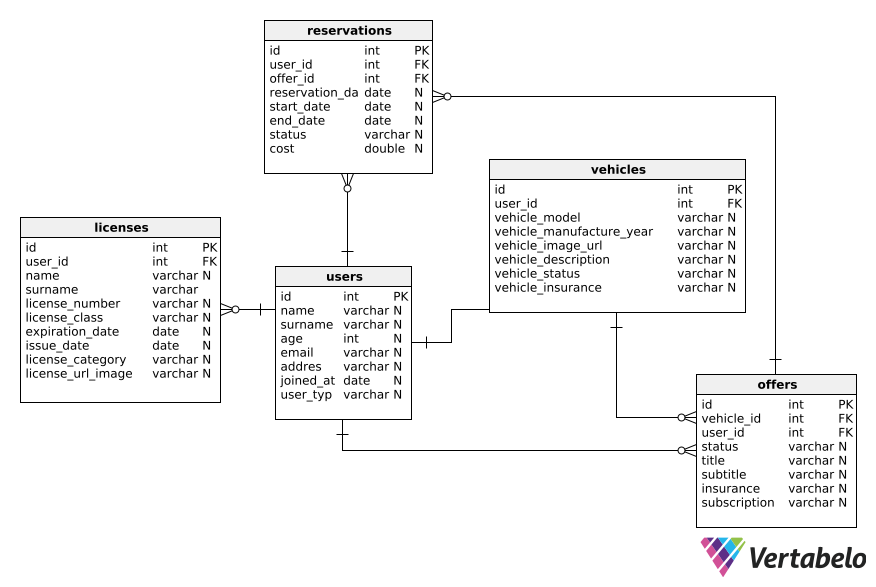 reservations
id int PK
user_id int FK
offer_id int FK
reservation_da date N
start_date date N
end_date date N
status varchar N
cost double N
vehicles
id int PK
user_id int FK
vehicle_model varchar N
vehicle_manufacture_year varchar N
vehicle_image_url varchar N
vehicle_description varchar N
vehicle_status varchar N
vehicle_insurance varchar N
licenses
id int PK
user_id int FK
name varchar N
surname varchar
license_number varchar N
license_class varchar N
expiration_date date N
issue_date date N
license_category varchar N
license_url_image varchar N
users
id int PK
name varchar N
surname varchar N
age int N
email varchar N
addres varchar N
joined_at date N
user_typ varchar N
offers
id int PK
vehicle_id int FK
user_id int FK
status varchar N
title varchar N
subtitle varchar N
insurance varchar N
subscription varchar N
Vertabelo